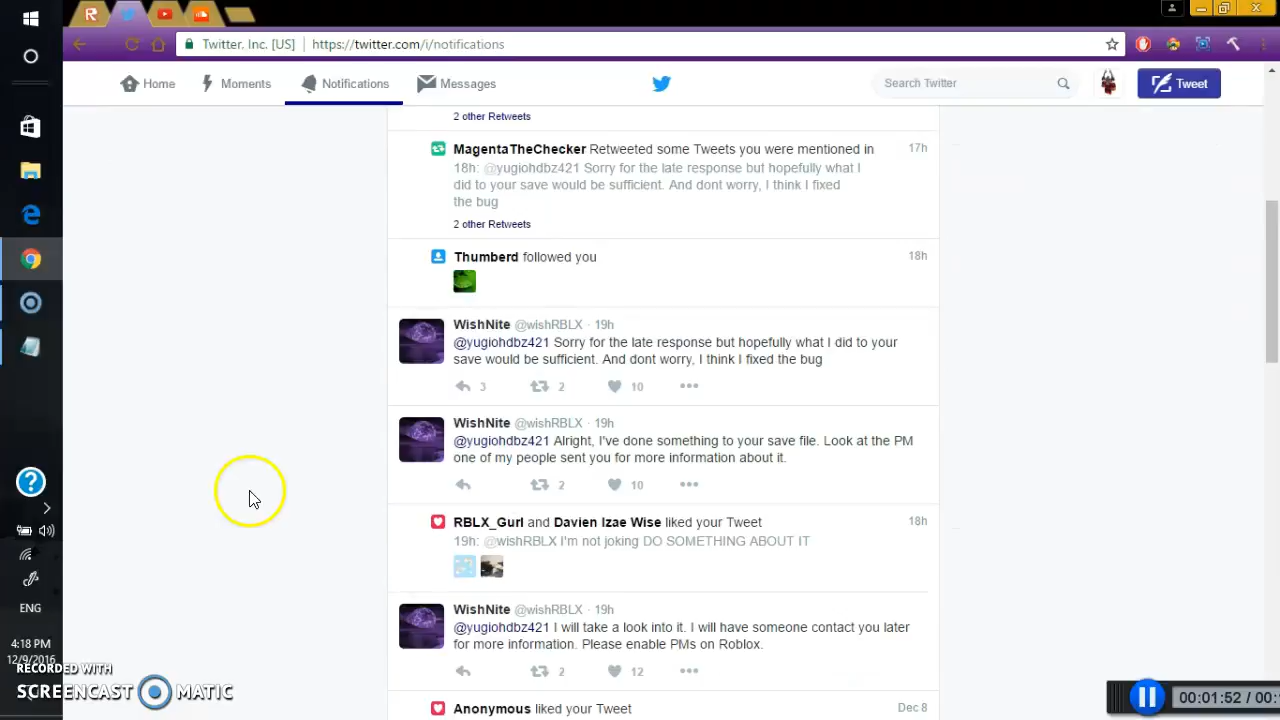 Twitter, Inc. [US] https://twitter.com/i/notifications
Home Moments Notifications Messages Search Twitter Tweet
2 other Retweets
MagentaTheChecker Retweeted some Tweets you were mentioned in 17h
18h: @yugiohdbz421 Sorry for the late response but hopefully what I
did to your save would be sufficient. And dont worry, I think I fixed
the bug
2 other Retweets
Thumberd followed you 18h
WishNite @wishRBLX · 19h
@yugiohdbz421 Sorry for the late response but hopefully what I did to your
save would be sufficient. And dont worry, I think I fixed the bug
3 2 10
WishNite @wishRBLX · 19h
@yugiohdbz421 Alright, I've done something to your save file. Look at the PM
one of my people sent you for more information about it.
2 10
RBLX_Gurl and Davien Izae Wise liked your Tweet 18h
19h: @wishRBLX I'm not joking DO SOMETHING ABOUT IT
WishNite @wishRBLX · 19h
@yugiohdbz421 I will take a look into it. I will have someone contact you later
for more information. Please enable PMs on Roblox.
2 12
Anonymous liked your Tweet Dec 8
ENG
4:18 PM
12/9/2016
RECORDED WITH
SCREENCAST MATIC
00:01:52 / 00: